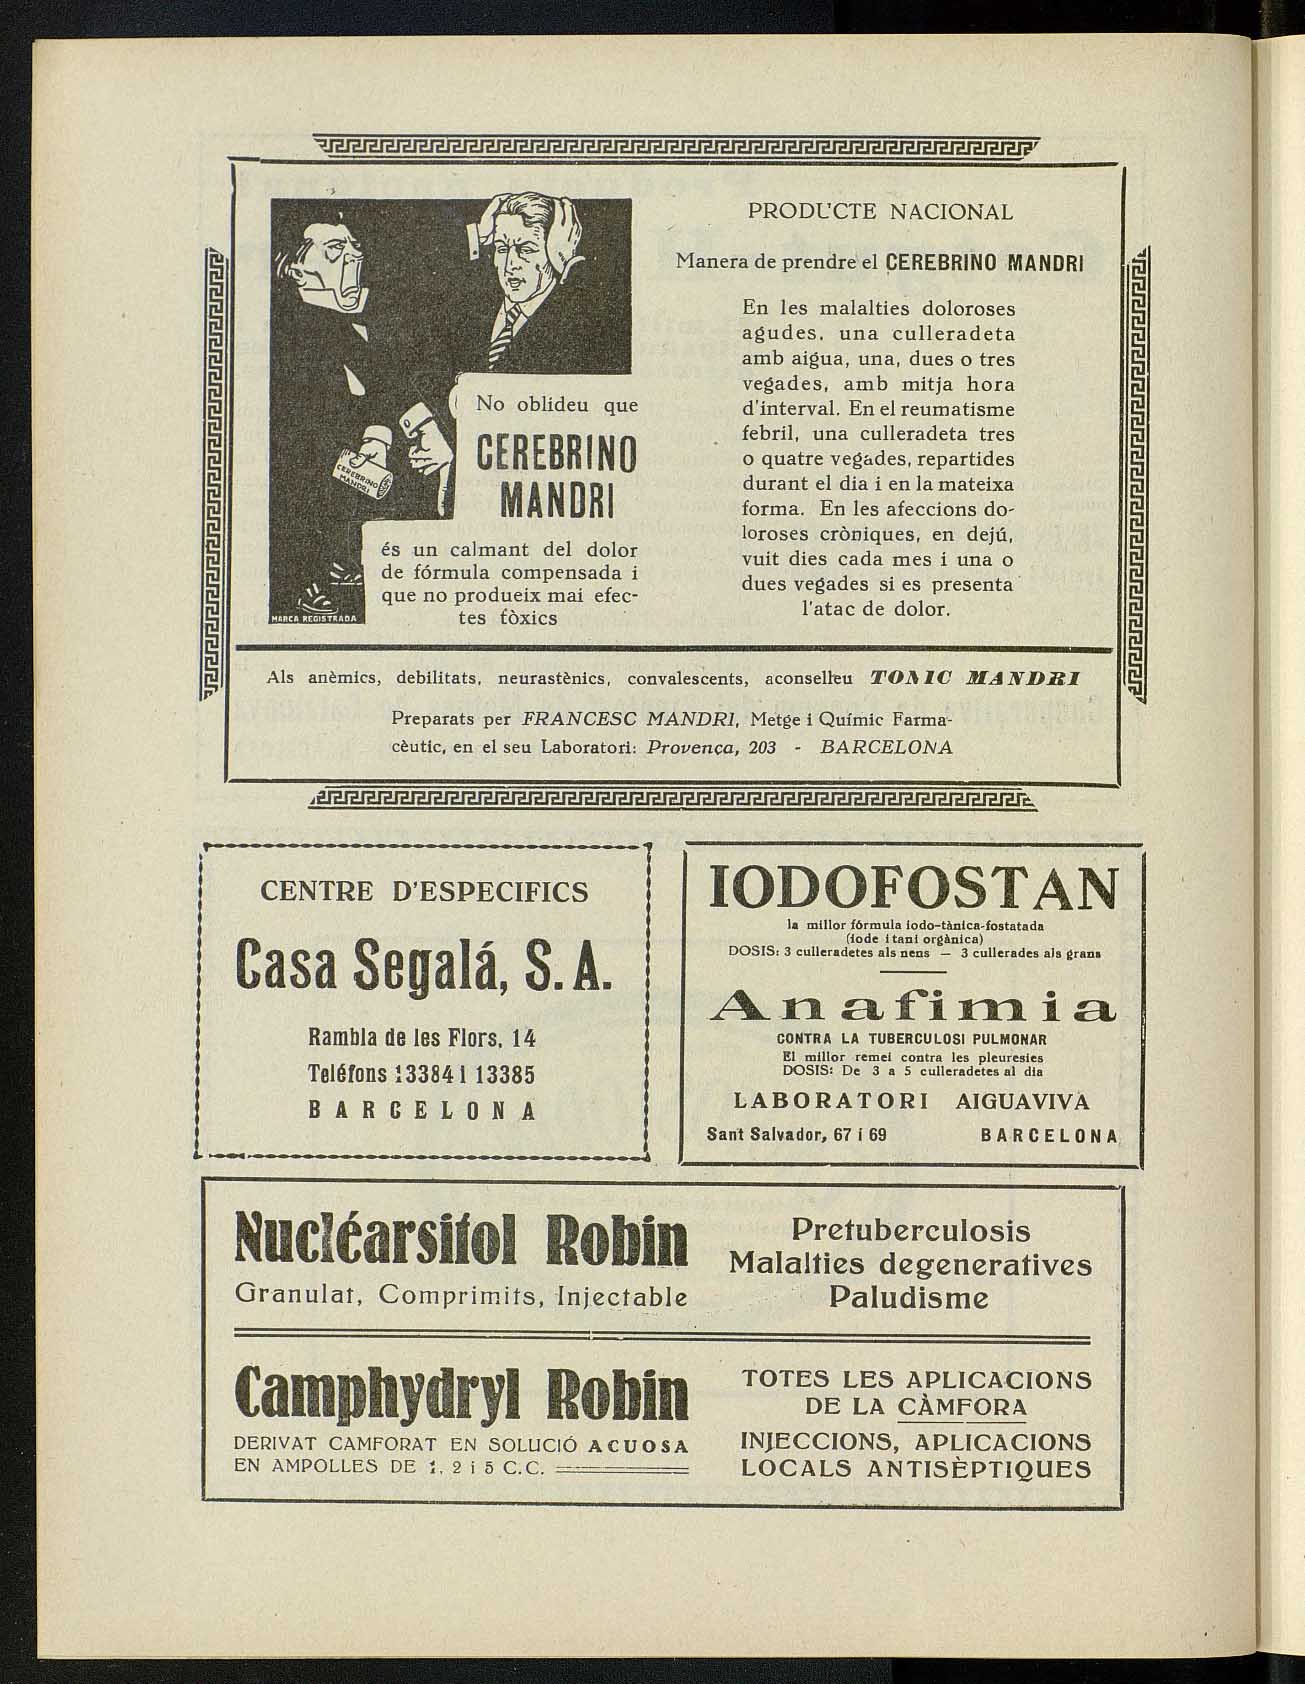 PRODUCTE NACIONAL
Manera de prendre el CEREBRINO MANDRI
En les malalties doloroses
agudes, una culleradeta
amb aigua, una, dues o tres
vegades, amb mitja hora
d'interval. En el reumatisme
febril, una culleradeta tres
o quatre vegades, repartides
durant el dia i en la mateixa
forma. En les afeccions do-
loroses cròniques, en dejú,
vuit dies cada mes i una o
dues vegades si es presenta
l'atac de dolor.
No oblideu que
CEREBRINO
MANDRI
és un calmant del dolor
de fórmula compensada i
que no produeix mai efec-
tes tòxics
CEREBRINO
MANDRI
MARCA REGISTRADA
Als anèmics, debilitats, neurastènics, convalescents, aconselleu TONIC MANDRI
Preparats per FRANCESC MANDRI, Metge i Químic Farma-
cèutic, en el seu Laboratori: Provença, 203 - BARCELONA
CENTRE D'ESPECIFICS
Casa Segalá, S. A.
Rambla de les Flors, 14
Telèfons 13384 i 13385
BARCELONA
IODOFOSTAN
la millor fórmula iodo-tànica-fostatada
(iode i tani orgànica)
DOSIS: 3 culleradetes als nens — 3 cullerades als grans
Anafimia
CONTRA LA TUBERCULOSI PULMONAR
El millor remei contra les pleuresies
DOSIS: De 3 a 5 culleradetes al dia
LABORATORI AIGUAVIVA
Sant Salvador, 67 i 69 BARCELONA
Nucléarsitol Robin
Granulat, Comprimits, Injectable
Pretuberculosis
Malalties degeneratives
Paludisme
Camphydryl Robin
DERIVAT CAMFORAT EN SOLUCIÓ ACUOSA
EN AMPOLLES DE 1, 2 i 5 C.C.
TOTES LES APLICACIONS
DE LA CÀMFORA
INJECCIONS, APLICACIONS
LOCALS ANTISÈPTIQUES